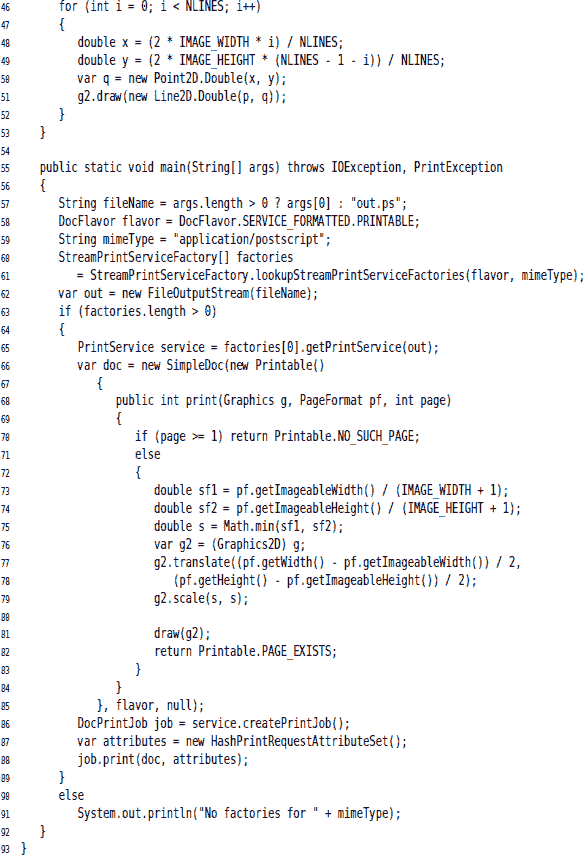 46 for (int i = 0; i < NLINES; i++)
47 {
48 double x = (2 * IMAGE_WIDTH * i) / NLINES;
49 double y = (2 * IMAGE_HEIGHT * (NLINES - 1 - i)) / NLINES;
50 var q = new Point2D.Double(x, y);
51 g2.draw(new Line2D.Double(p, q));
52 }
53 }
54
55 public static void main(String[] args) throws IOException, PrintException
56 {
57 String fileName = args.length > 0 ? args[0] : "out.ps";
58 DocFlavor flavor = DocFlavor.SERVICE_FORMATTED.PRINTABLE;
59 String mimeType = "application/postscript";
60 StreamPrintServiceFactory[] factories
61 = StreamPrintServiceFactory.lookupStreamPrintServiceFactories(flavor, mimeType);
62 var out = new FileOutputStream(fileName);
63 if (factories.length > 0)
64 {
65 PrintService service = factories[0].getPrintService(out);
66 var doc = new SimpleDoc(new Printable()
67 {
68 public int print(Graphics g, PageFormat pf, int page)
69 {
70 if (page >= 1) return Printable.NO_SUCH_PAGE;
71 else
72 {
73 double sf1 = pf.getImageableWidth() / (IMAGE_WIDTH + 1);
74 double sf2 = pf.getImageableHeight() / (IMAGE_HEIGHT + 1);
75 double s = Math.min(sf1, sf2);
76 var g2 = (Graphics2D) g;
77 g2.translate((pf.getWidth() - pf.getImageableWidth()) / 2,
78 (pf.getHeight() - pf.getImageableHeight()) / 2);
79 g2.scale(s, s);
80
81 draw(g2);
82 return Printable.PAGE_EXISTS;
83 }
84 }
85 }, flavor, null);
86 DocPrintJob job = service.createPrintJob();
87 var attributes = new HashPrintRequestAttributeSet();
88 job.print(doc, attributes);
89 }
90 else
91 System.out.println("No factories for " + mimeType);
92 }
93 }